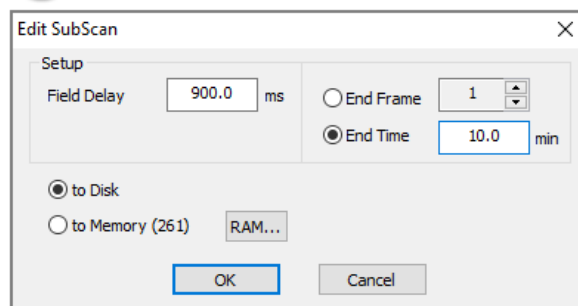 Edit SubScan
Setup
Field Delay 900.0 ms
End Frame 1
End Time 10.0 min
to Disk
to Memory (261) RAM...
OK Cancel